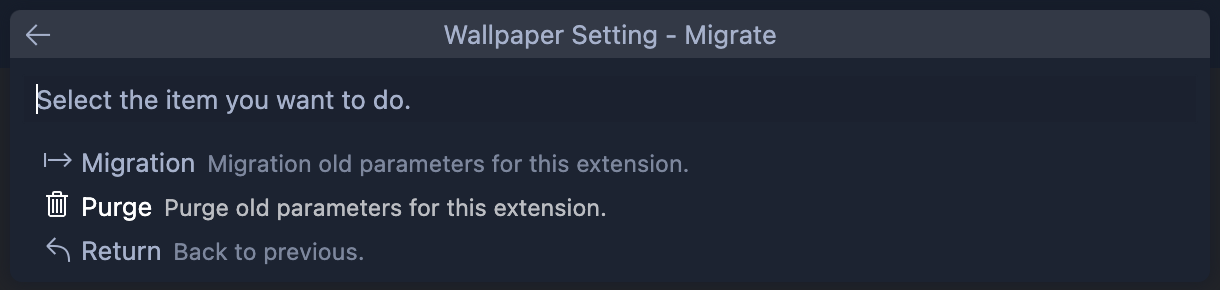 Wallpaper Setting - Migrate
Select the item you want to do.
Migration Migration old parameters for this extension.
Purge Purge old parameters for this extension.
Return Back to previous.